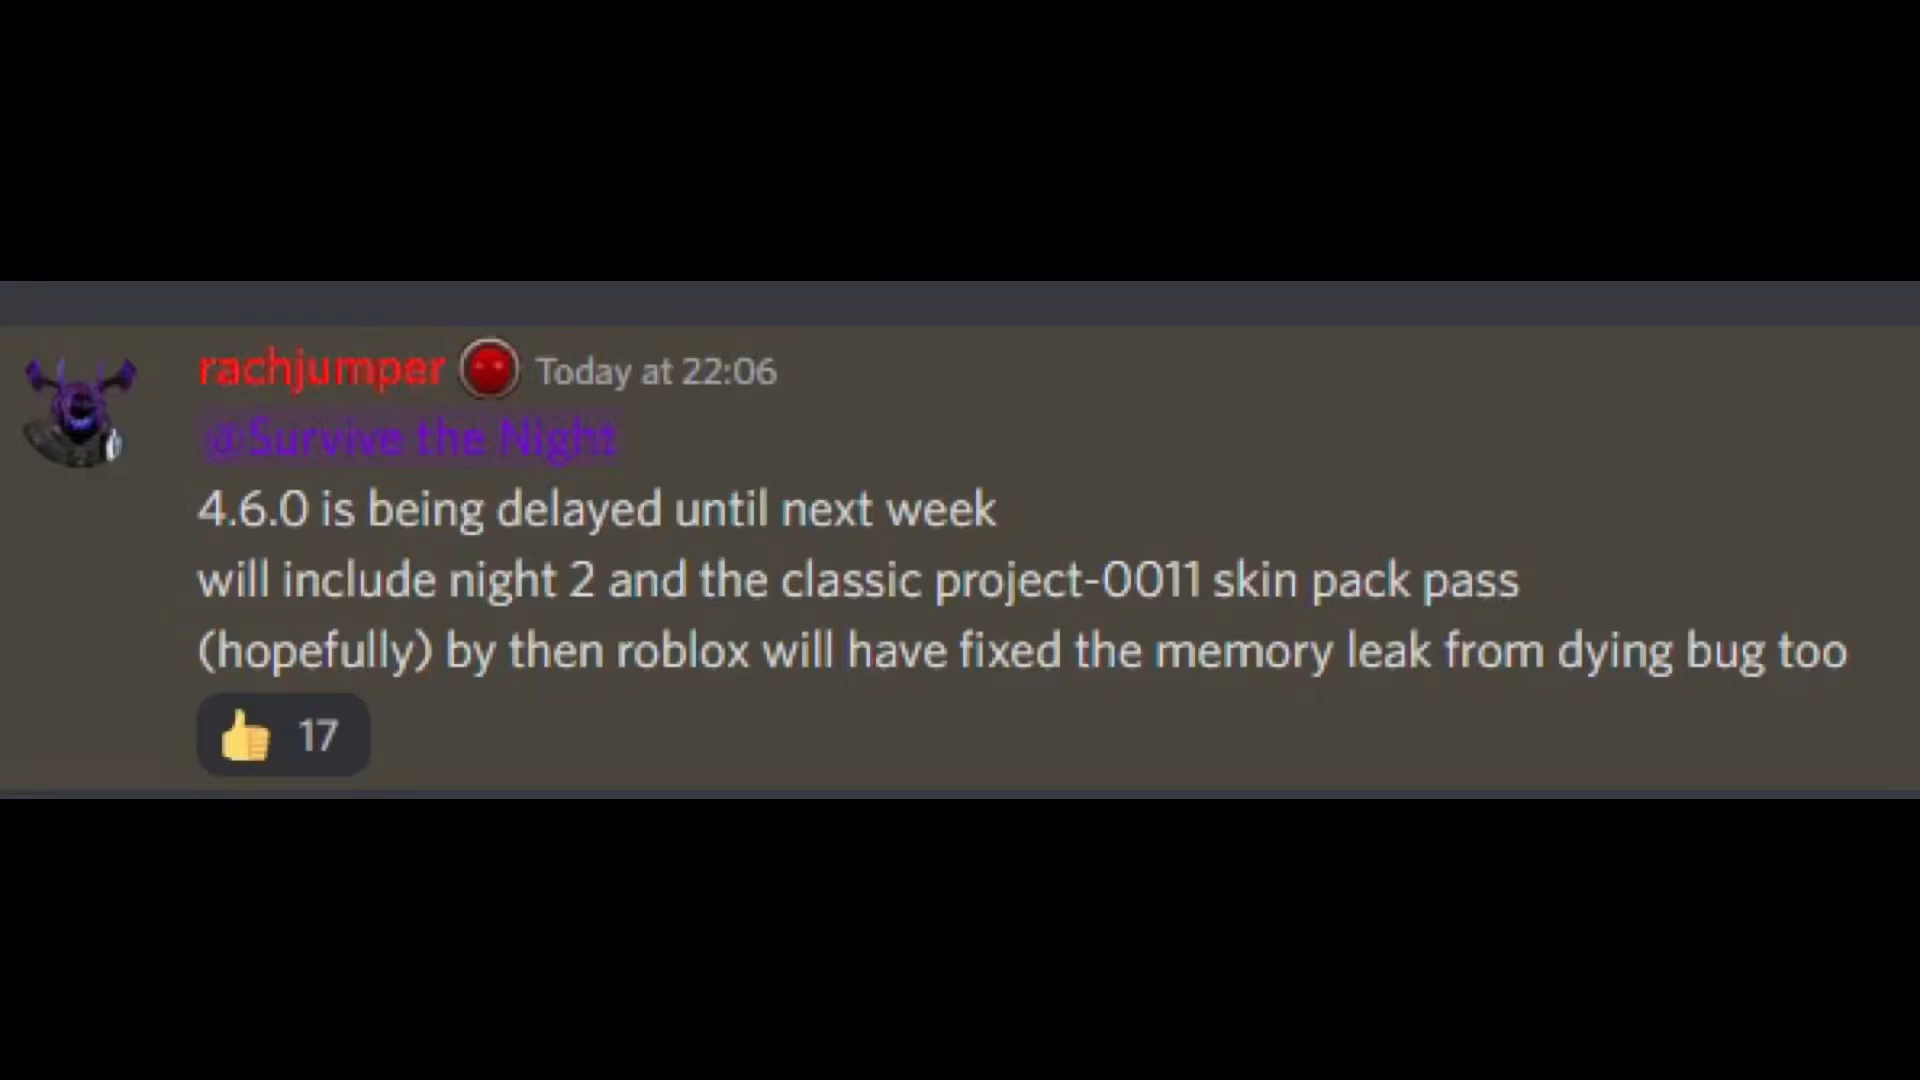 rachjumper Today at 22:06
@Survive the Night
4.6.0 is being delayed until next week
will include night 2 and the classic project-0011 skin pack pass
(hopefully) by then roblox will have fixed the memory leak from dying bug too
👍 17